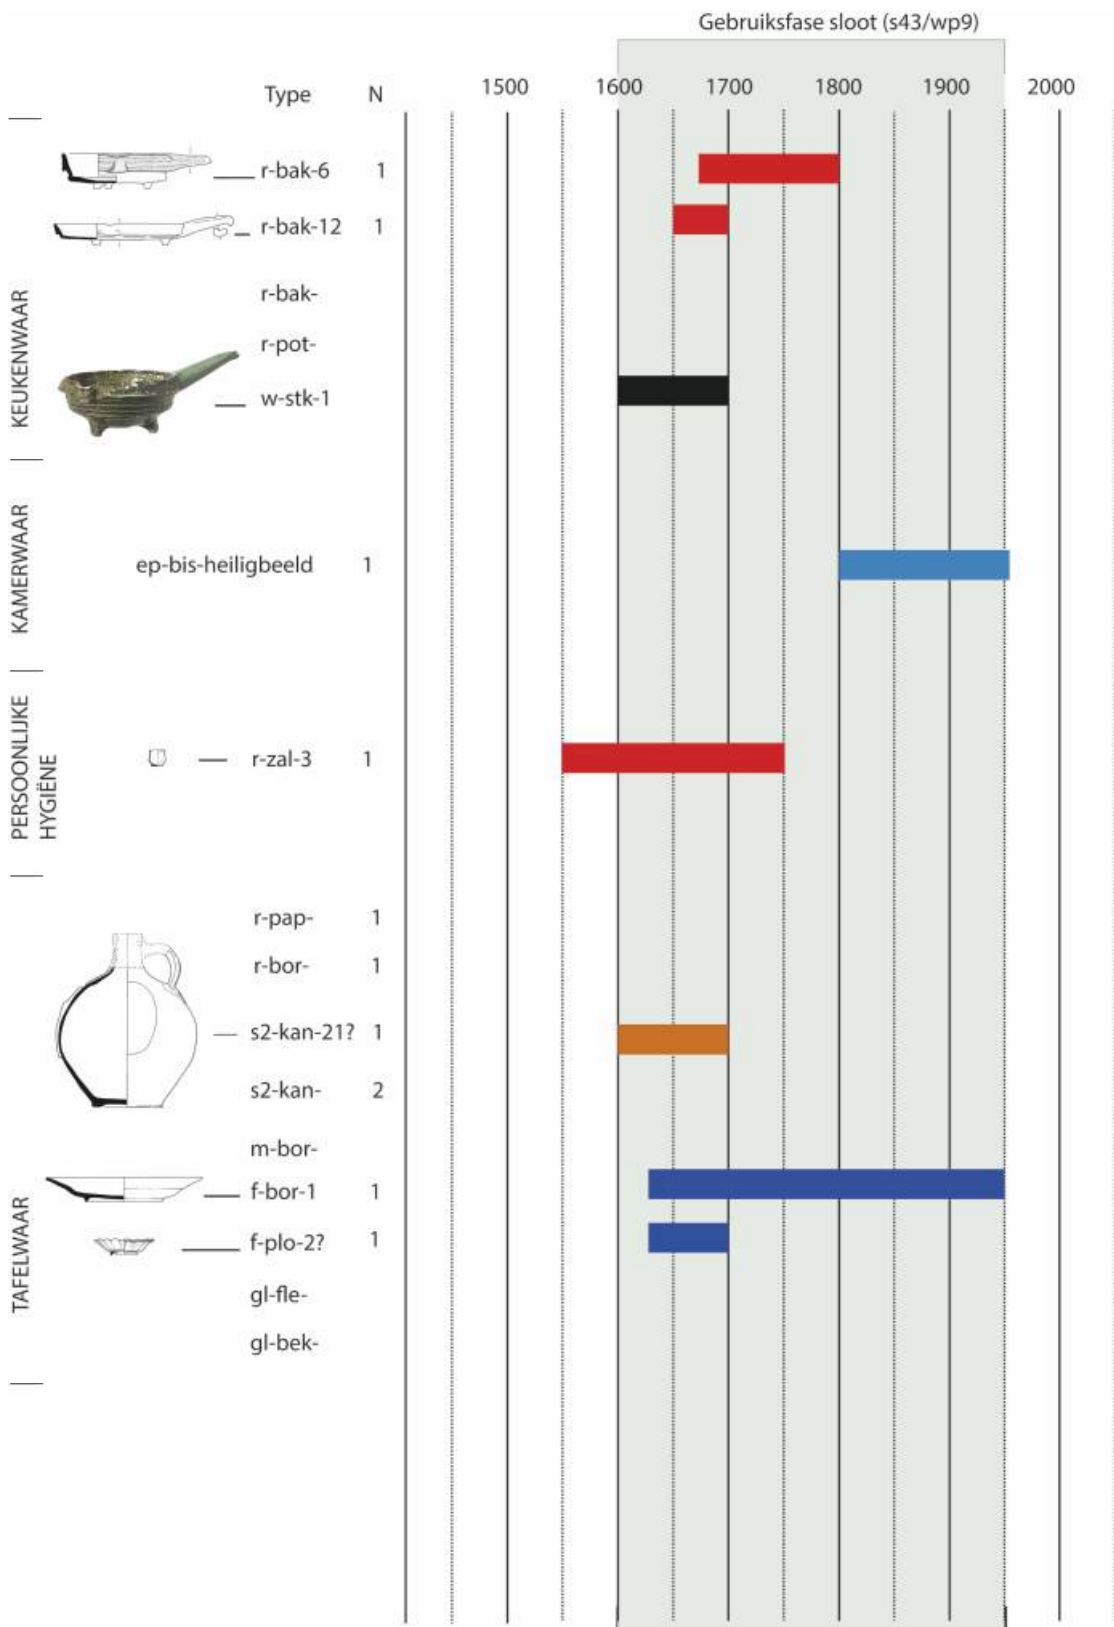 Gebruiksfase sloot (s43/wp9)
Type N 1500 1600 1700 1800 1900 2000
KEUKENWAAR
r-bak-6 1
r-bak-12 1
r-bak-
r-pot-
w-stk-1
KAMERWAAR
ep-bis-heiligbeeld 1
PERSOONLIJKE
HYGIËNE
r-zal-3 1
TAFELWAAR
r-pap- 1
r-bor- 1
s2-kan-21? 1
s2-kan- 2
m-bor-
f-bor-1 1
f-plo-2? 1
gl-fle-
gl-bek-